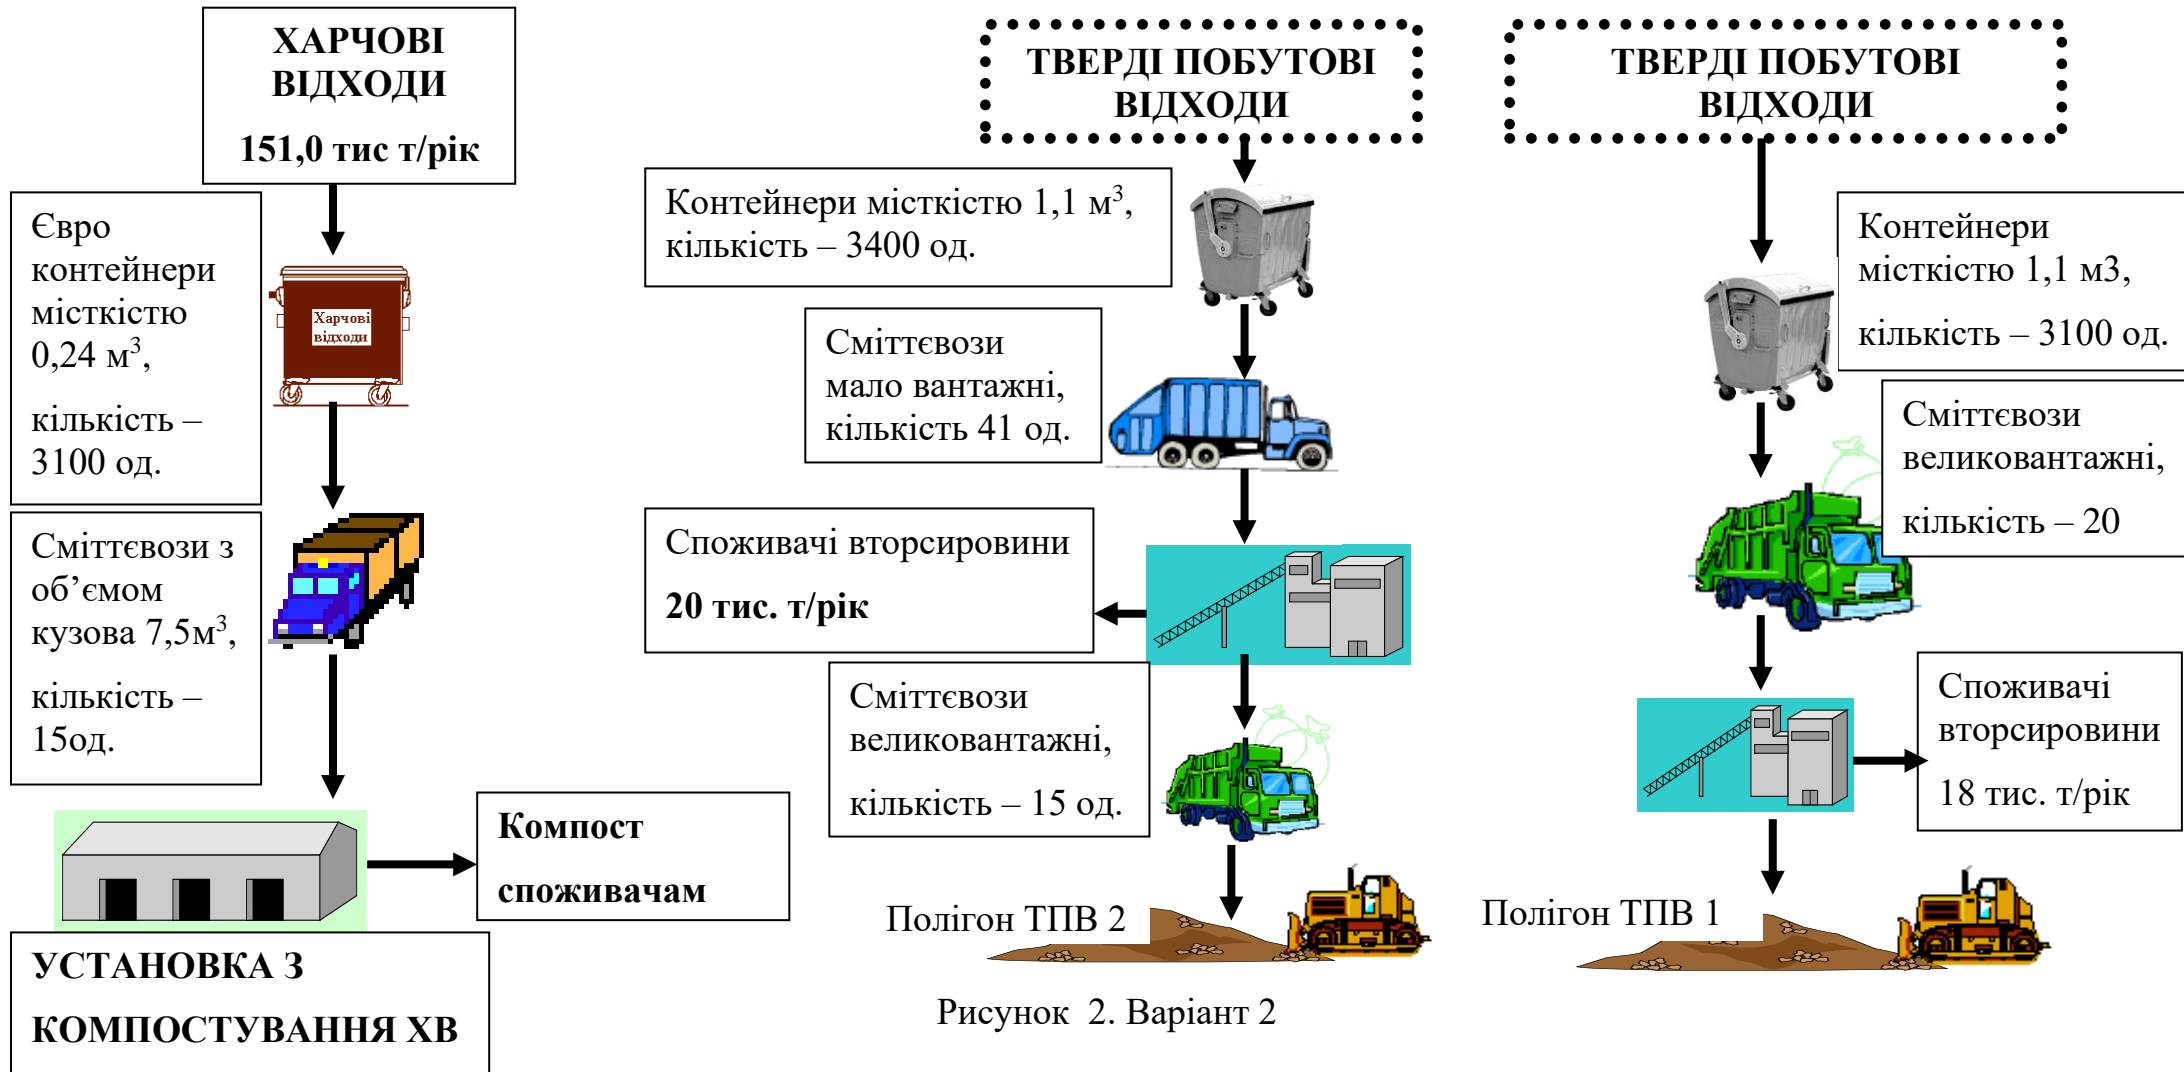 ХАРЧОВІ
ВІДХОДИ
151,0 тис т/рік
Євро
контейнери
місткістю
0,24 м³,
кількість –
3100 од.
Харчові
відходи
Сміттєвози з
об’ємом
кузова 7,5м³,
кількість –
15од.
Компост
споживачам
УСТАНОВКА З
КОМПОСТУВАННЯ ХВ
ТВЕРДІ ПОБУТОВІ
ВІДХОДИ
Контейнери місткістю 1,1 м³,
кількість – 3400 од.
Сміттєвози
мало вантажні,
кількість 41 од.
Споживачі вторсировини
20 тис. т/рік
Сміттєвози
великовантажні,
кількість – 15 од.
Полігон ТПВ 2
ТВЕРДІ ПОБУТОВІ
ВІДХОДИ
Контейнери
місткістю 1,1 м3,
кількість – 3100 од.
Сміттєвози
великовантажні,
кількість – 20
Споживачі
вторсировини
18 тис. т/рік
Полігон ТПВ 1
Рисунок  2. Варіант 2